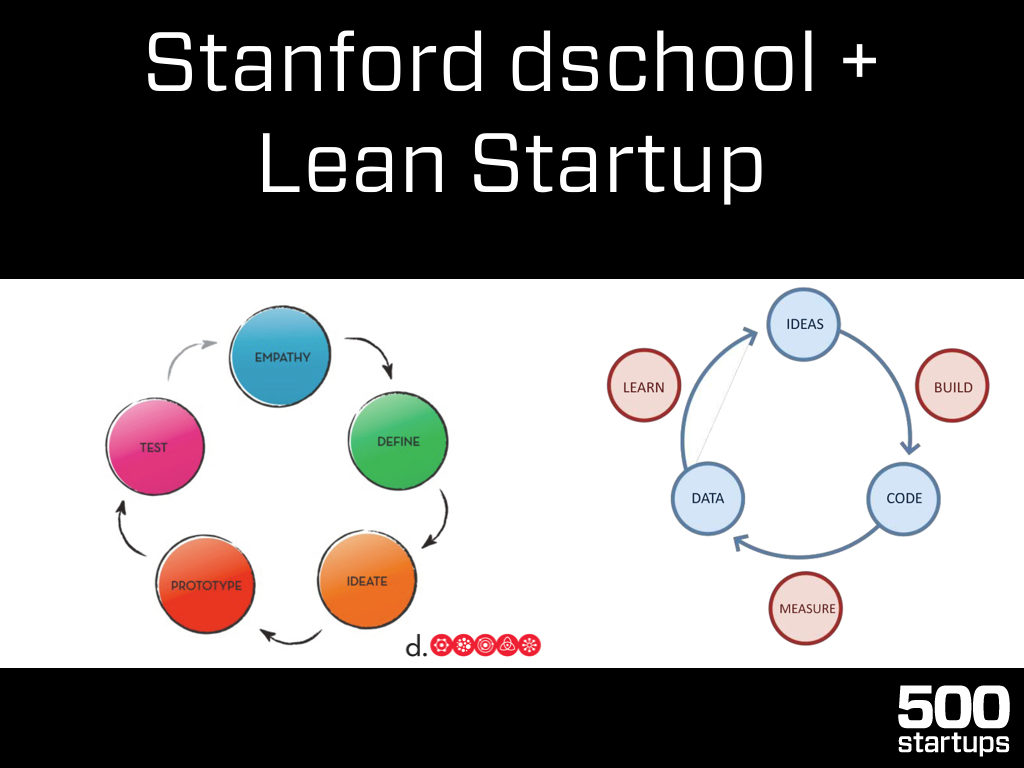 Stanford dschool +
Lean Startup
EMPATHY
DEFINE
IDEATE
PROTOTYPE
TEST
d.
IDEAS
BUILD
CODE
MEASURE
DATA
LEARN
500
startups